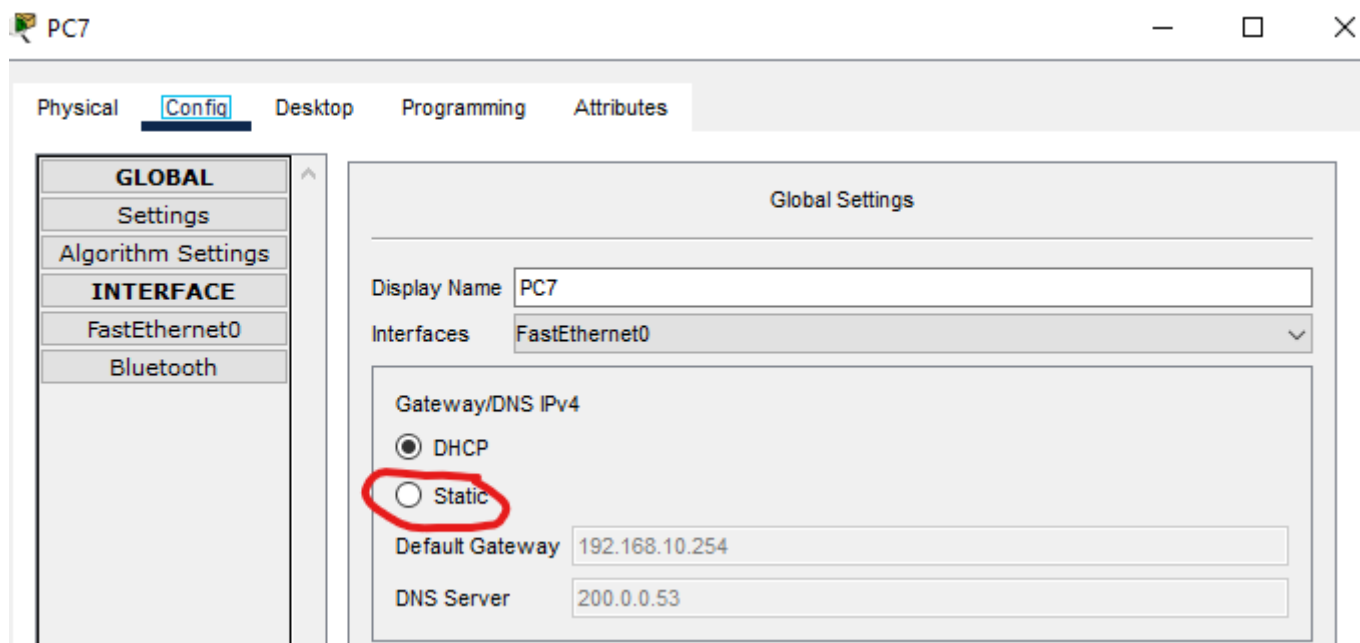 PC7
Physical Config Desktop Programming Attributes
GLOBAL
Settings
Algorithm Settings
INTERFACE
FastEthernet0
Bluetooth
Global Settings
Display Name PC7
Interfaces FastEthernet0
Gateway/DNS IPv4
DHCP
Static
Default Gateway 192.168.10.254
DNS Server 200.0.0.53